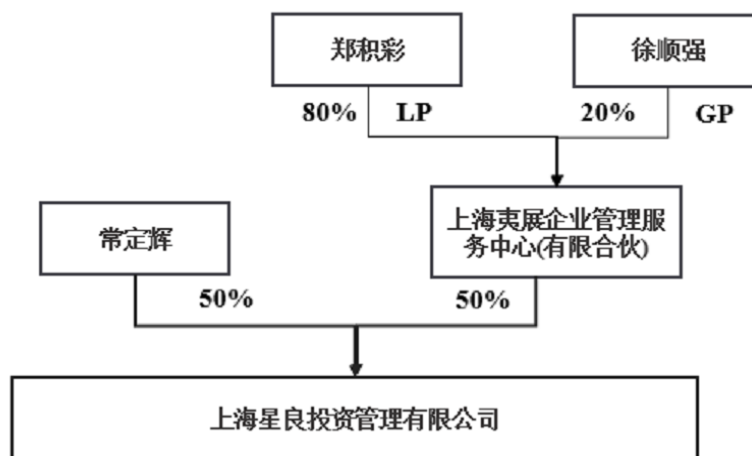 郑积彩
徐顺强
80%
LP
20%
GP
上海夷展企业管理服
务中心(有限合伙)
常定辉
50%
50%
上海星良投资管理有限公司